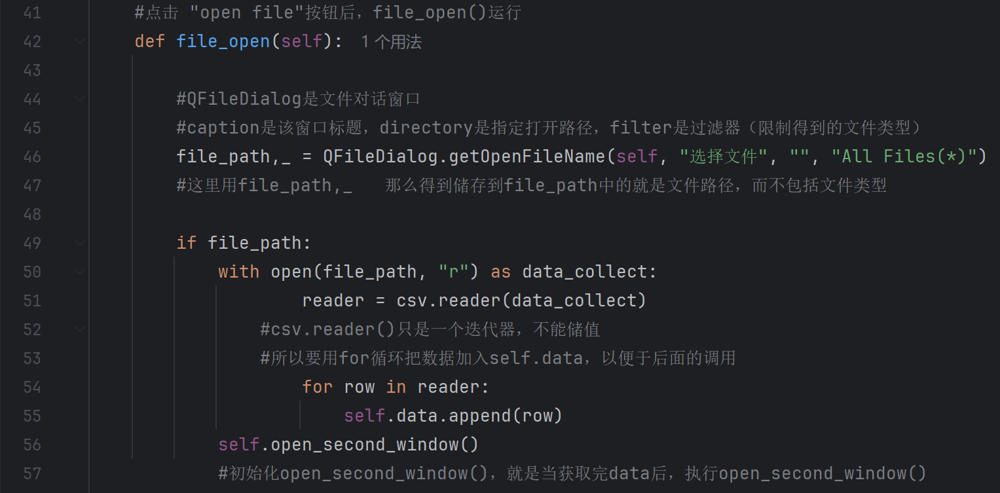 41 #点击 "open file"按钮后，file_open()运行
42 def file_open(self): 1 个用法
43
44 #QFileDialog是文件对话窗口
45 #caption是该窗口标题，directory是指定打开路径，filter是过滤器（限制得到的文件类型）
46 file_path,_ = QFileDialog.getOpenFileName(self, "选择文件", "", "All Files(*)")
47 #这里用file_path,_   那么得到储存到file_path中的就是文件路径，而不包括文件类型
48
49 if file_path:
50 with open(file_path, "r") as data_collect:
51 reader = csv.reader(data_collect)
52 #csv.reader()只是一个迭代器，不能储值
53 #所以要用for循环把数据加入self.data，以便于后面的调用
54 for row in reader:
55 self.data.append(row)
56 self.open_second_window()
57 #初始化open_second_window()，就是当获取完data后，执行open_second_window()